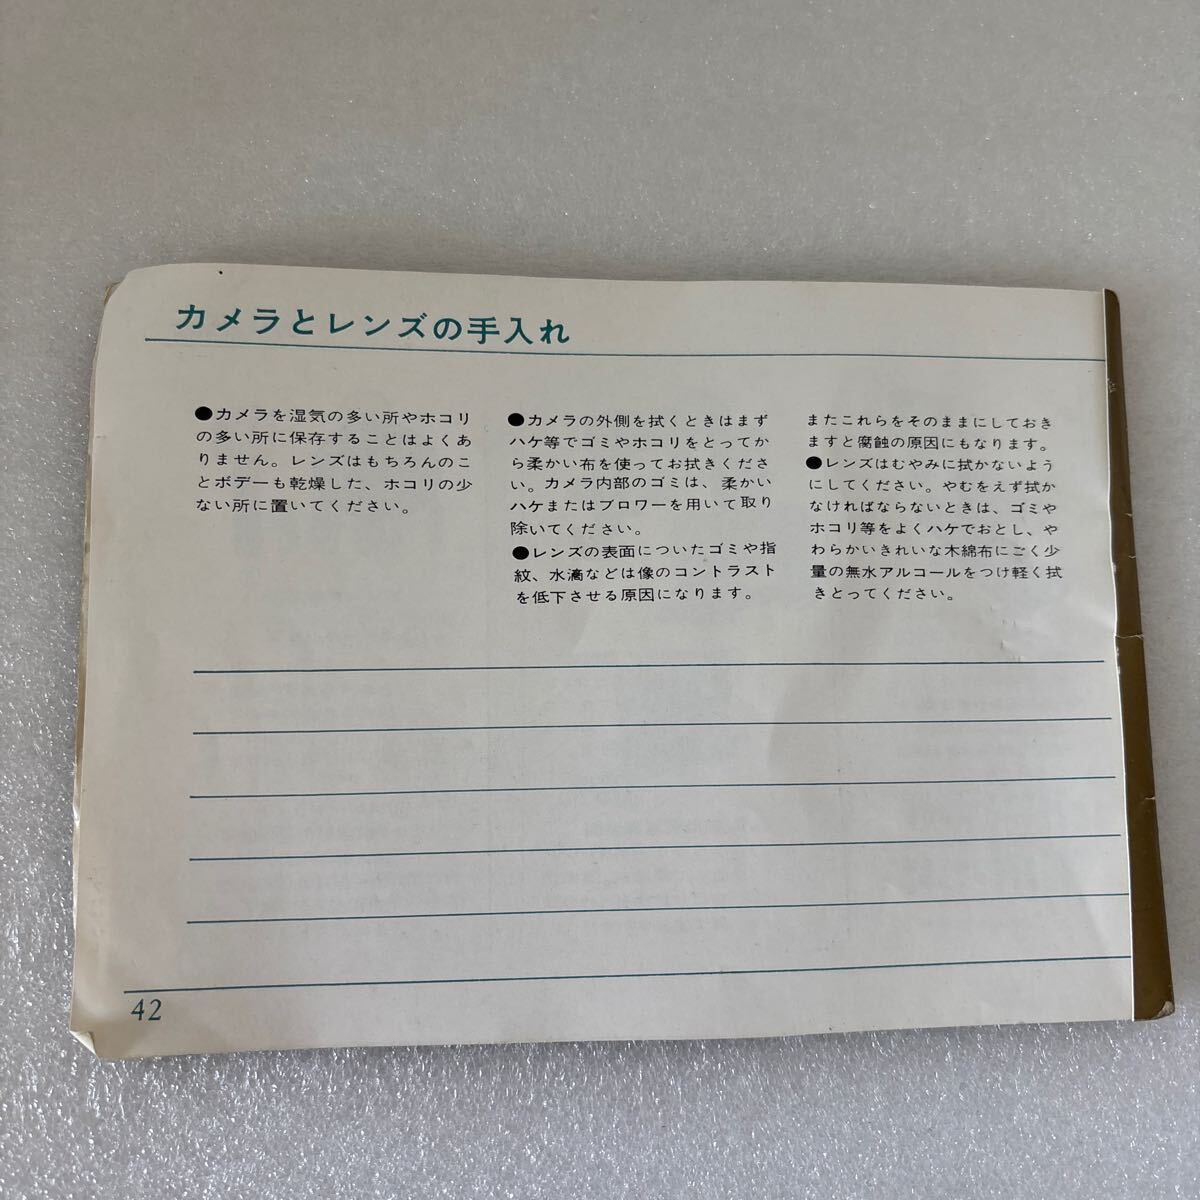 カメラとレンズの手入れ
●カメラを湿気の多い所やホコリ
の多い所に保存することはよくあ
りません。レンズはもちろんのこ
とボデーも乾燥した、ホコリの少
ない所に置いてください。
●カメラの外側を拭くときはまず
ハケ等でゴミやホコリをとってか
ら柔かい布を使ってお拭きくださ
い。カメラ内部のゴミは、柔かい
ハケまたはブロワーを用いて取り
除いてください。
●レンズの表面についたゴミや指
紋、水滴などは像のコントラスト
を低下させる原因になります。
またこれらをそのままにしておき
ますと腐蝕の原因にもなります。
●レンズはむやみに拭かないよう
にしてください。やむをえず拭か
なければならないときは、ゴミや
ホコリ等をよくハケでおとし、や
わらかいきれいな木綿布にごく少
量の無水アルコールをつけ軽く拭
きとってください。
42